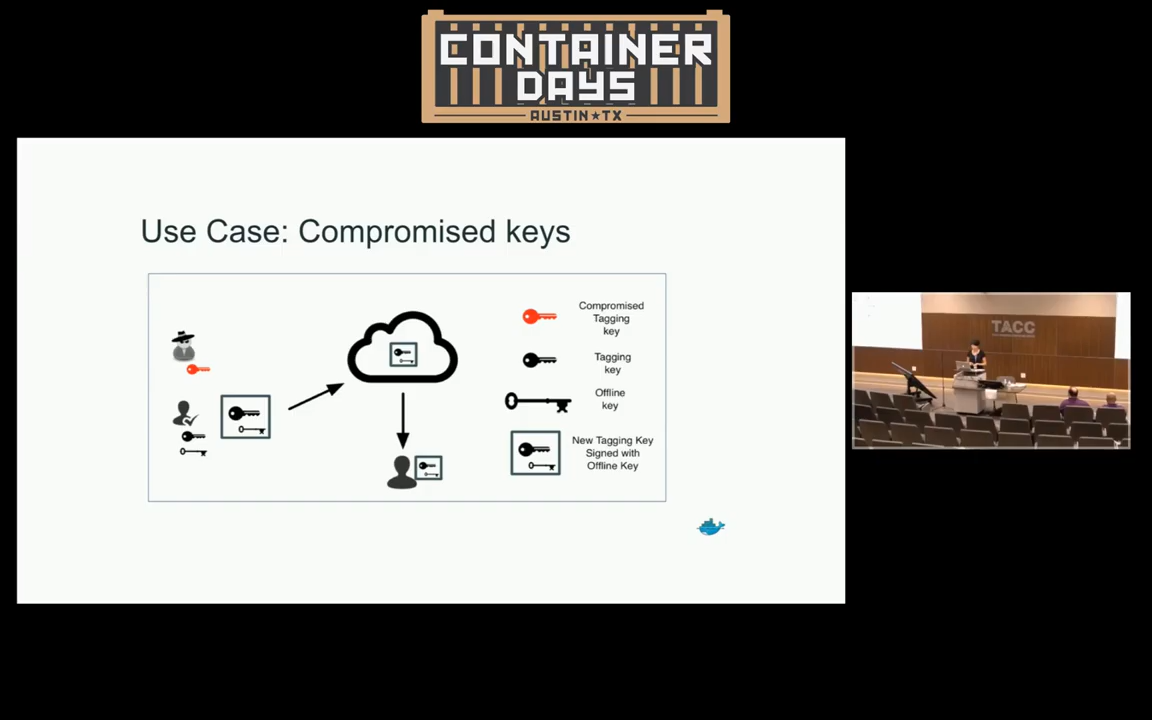 CONTAINER
DAYS
AUSTIN★TX
Use Case: Compromised keys
Compromised
Tagging
key
Tagging
key
Offline
key
New Tagging Key
Signed with
Offline Key
TACC